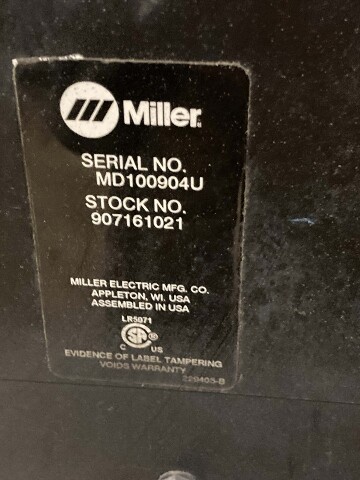 Miller
SERIAL NO.
MD100904U
STOCK NO.
907161021
MILLER ELECTRIC MFG. CO.
APPLETON, WI. USA
ASSEMBLED IN USA
LR5071
C US
EVIDENCE OF LABEL TAMPERING
VOIDS WARRANTY
229405-B